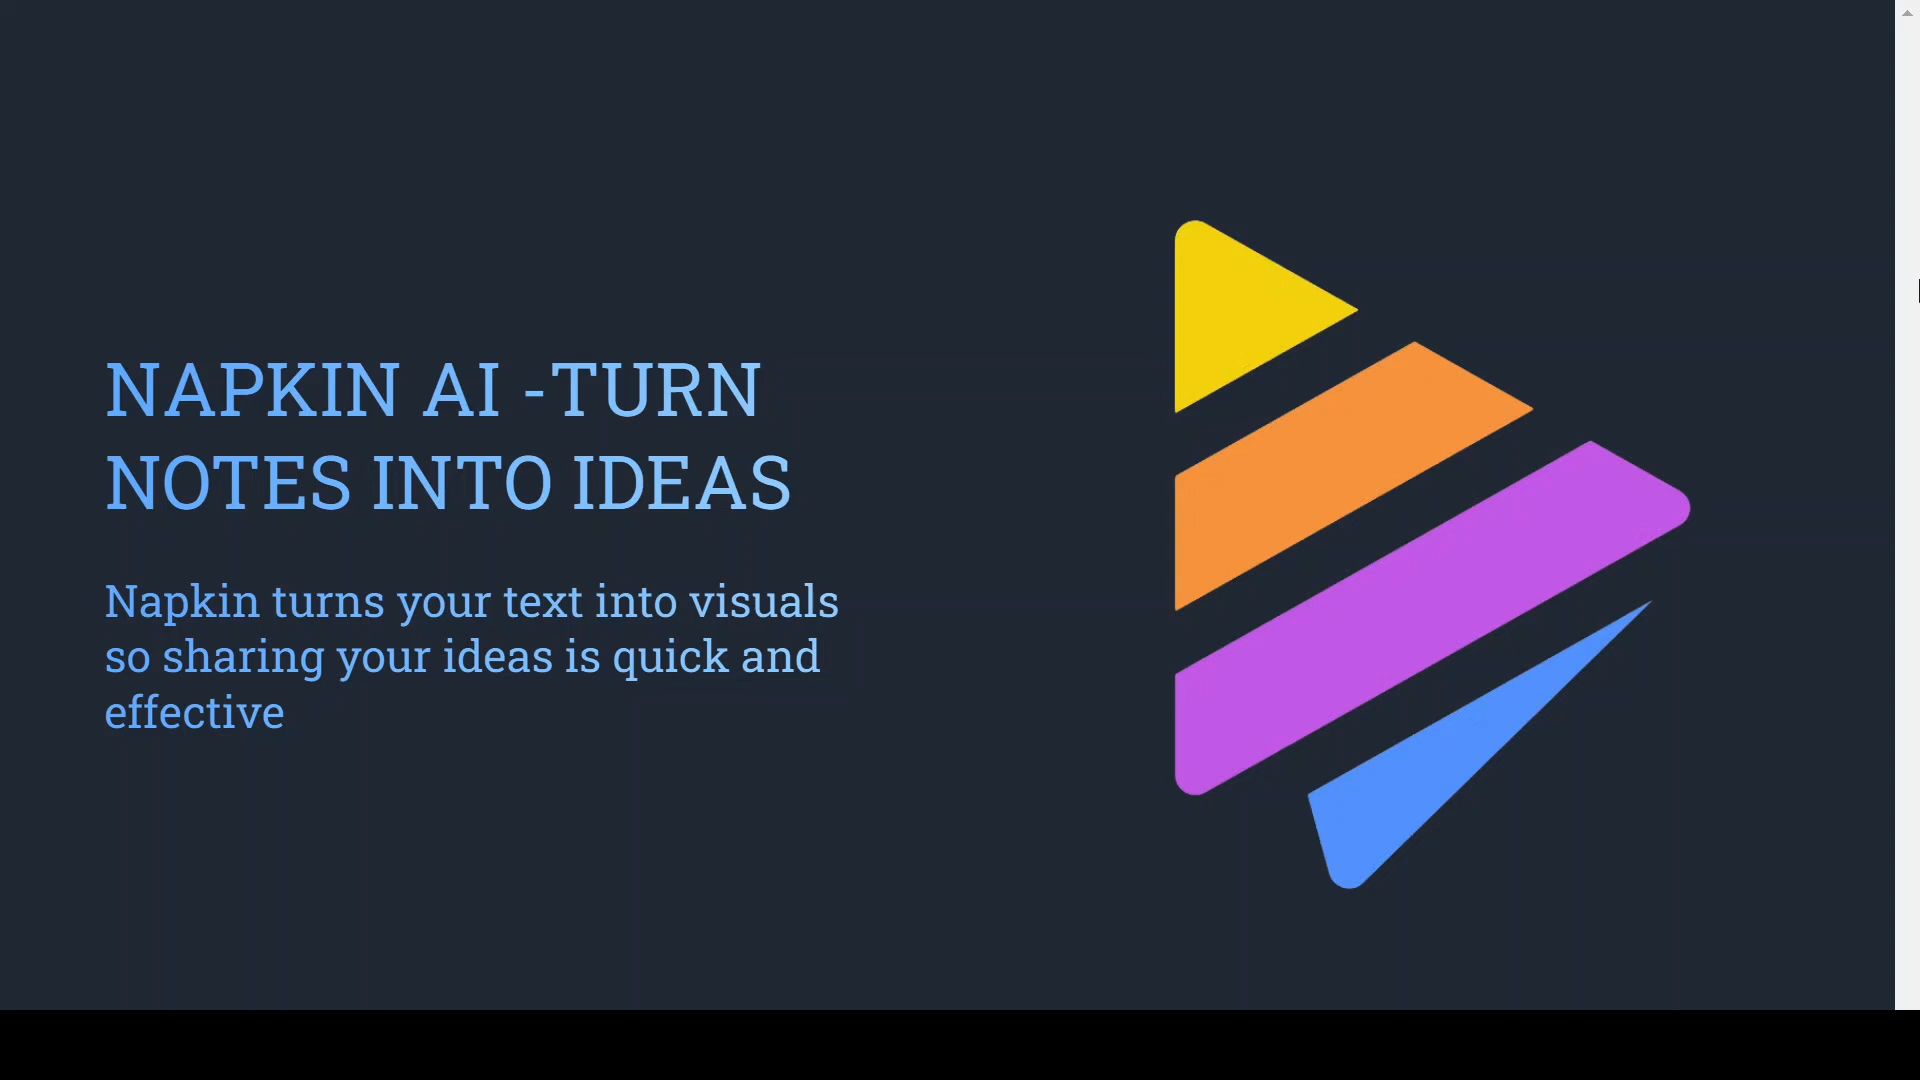 NAPKIN AI -TURN
NOTES INTO IDEAS
Napkin turns your text into visuals
so sharing your ideas is quick and
effective